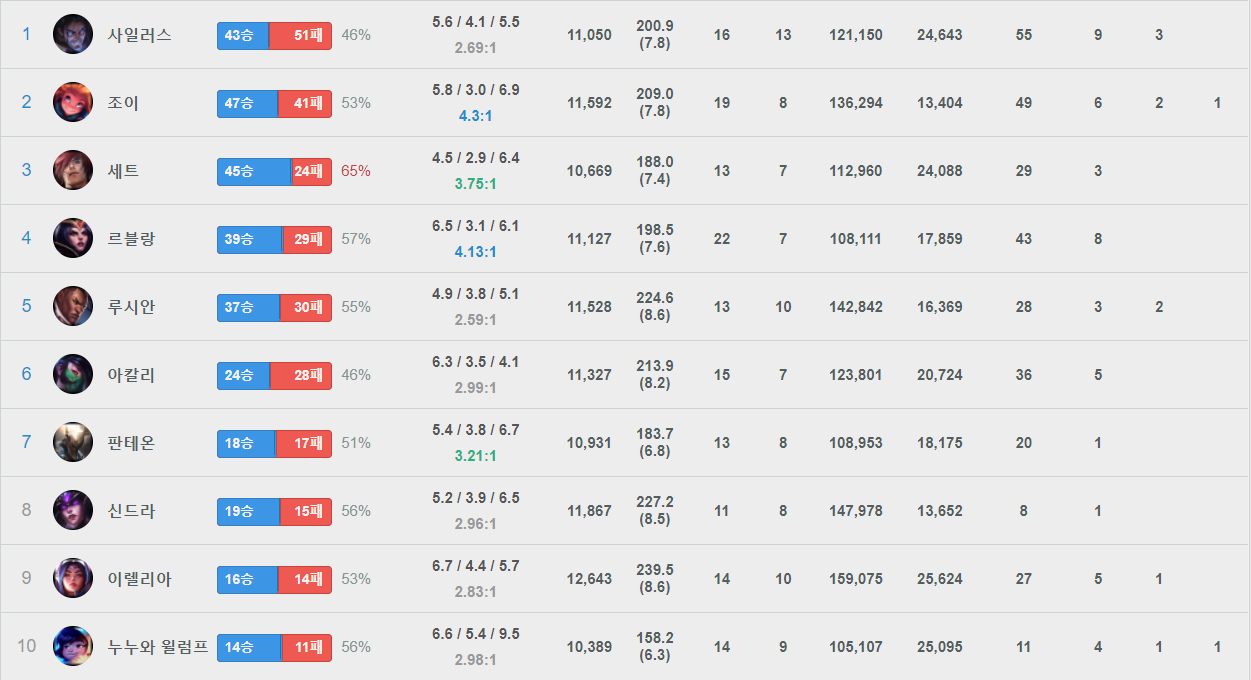 1 사일러스 43승 51패 46% 5.6 / 4.1 / 5.5 2.69:1 11,050 200.9 (7.8) 16 13 121,150 24,643 55 9 3
2 조이 47승 41패 53% 5.8 / 3.0 / 6.9 4.3:1 11,592 209.0 (7.8) 19 8 136,294 13,404 49 6 2 1
3 세트 45승 24패 65% 4.5 / 2.9 / 6.4 3.75:1 10,669 188.0 (7.4) 13 7 112,960 24,088 29 3
4 르블랑 39승 29패 57% 6.5 / 3.1 / 6.1 4.13:1 11,127 198.5 (7.6) 22 7 108,111 17,859 43 8
5 루시안 37승 30패 55% 4.9 / 3.8 / 5.1 2.59:1 11,528 224.6 (8.6) 13 10 142,842 16,369 28 3 2
6 아칼리 24승 28패 46% 6.3 / 3.5 / 4.1 2.99:1 11,327 213.9 (8.2) 15 7 123,801 20,724 36 5
7 판테온 18승 17패 51% 5.4 / 3.8 / 6.7 3.21:1 10,931 183.7 (6.8) 13 8 108,953 18,175 20 1
8 신드라 19승 15패 56% 5.2 / 3.9 / 6.5 2.96:1 11,867 227.2 (8.5) 11 8 147,978 13,652 8 1
9 이렐리아 16승 14패 53% 6.7 / 4.4 / 5.7 2.83:1 12,643 239.5 (8.6) 14 10 159,075 25,624 27 5 1
10 누누와 윌럼프 14승 11패 56% 6.6 / 5.4 / 9.5 2.98:1 10,389 158.2 (6.3) 14 9 105,107 25,095 11 4 1 1